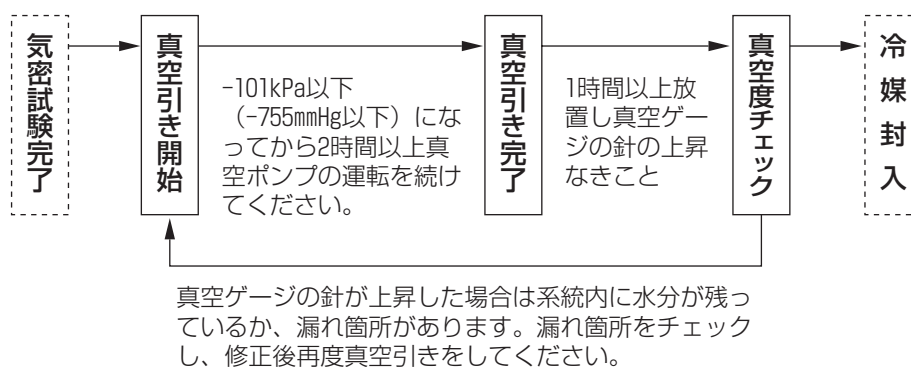 気密試験完了
真空引き開始
-101kPa以下
（-755mmHg以下）にな
ってから2時間以上真
空ポンプの運転を続け
てください。
真空引き完了
1時間以上放
置し真空ゲー
ジの針の上昇
なきこと
真空度チェック
冷媒封入
真空ゲージの針が上昇した場合は系統内に水分が残っ
ているか、漏れ箇所があります。漏れ箇所をチェック
し、修正後再度真空引きをしてください。